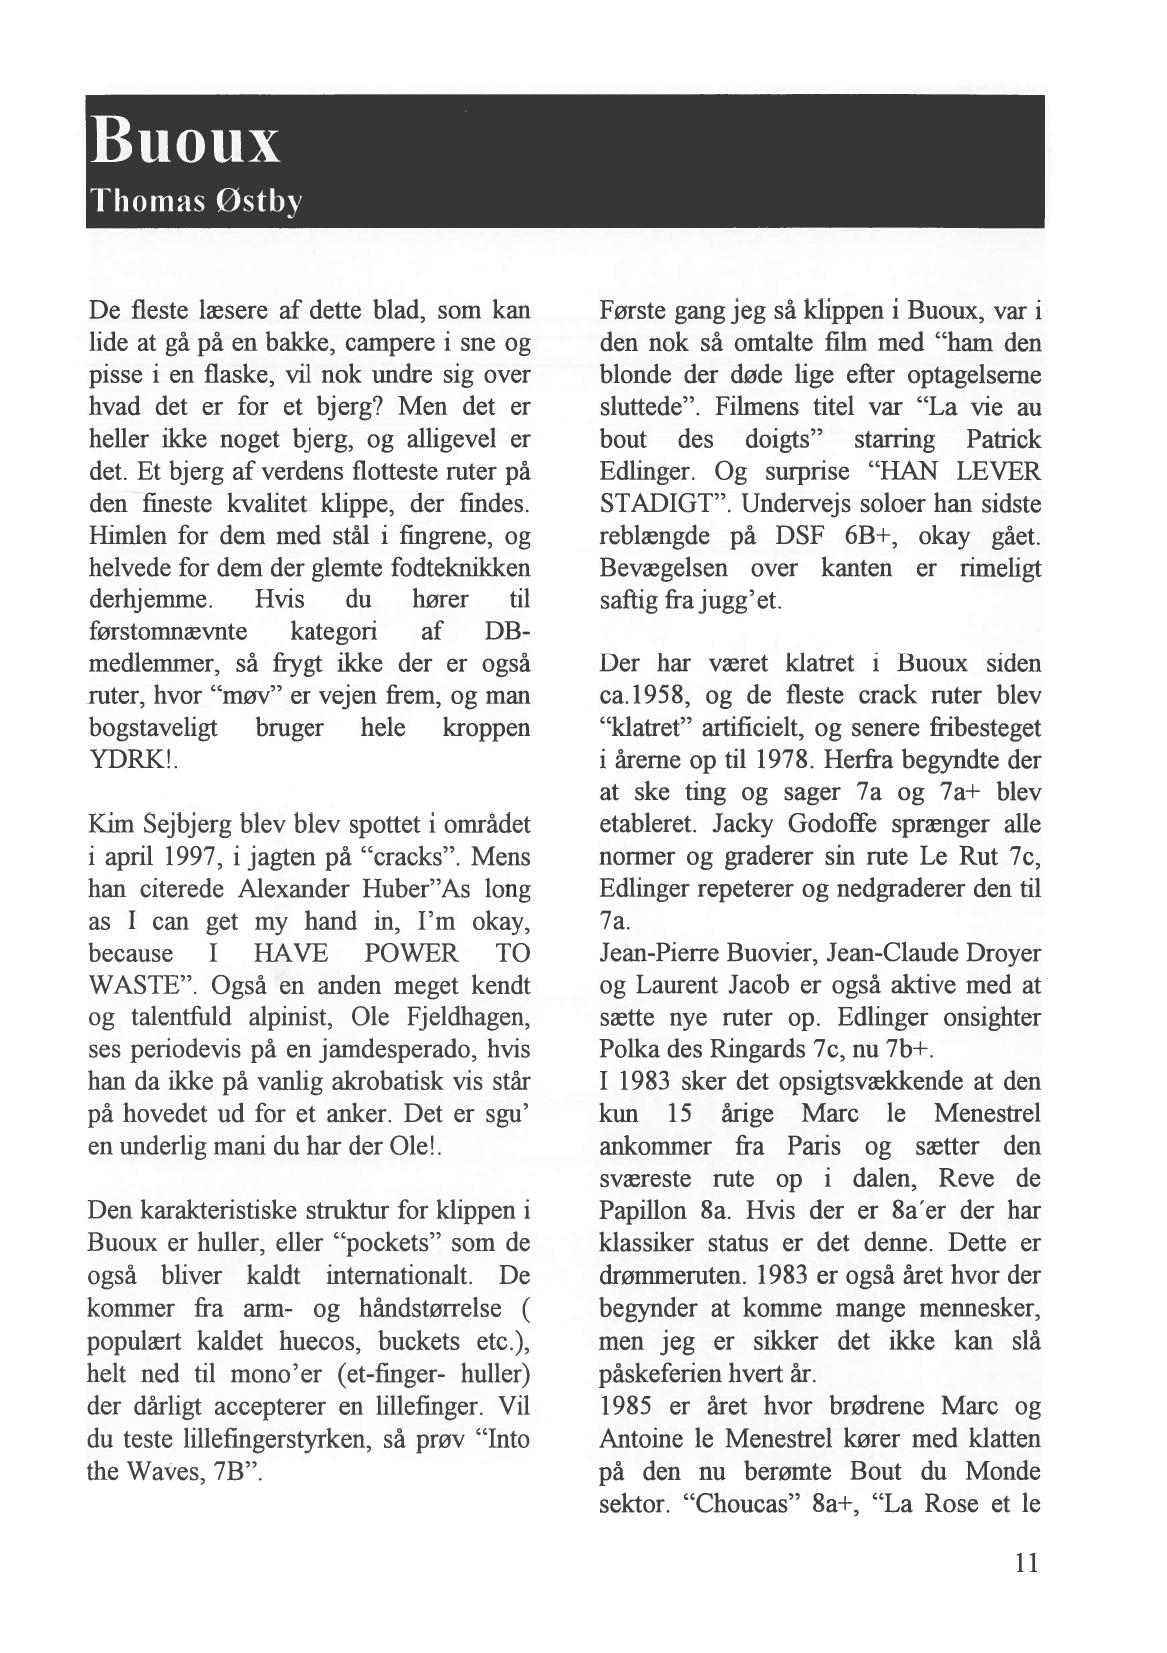 Buoux
Thomas Østby
De fleste læsere af dette blad, som kan
lide at gå på en bakke, campere i sne og
pisse i en flaske, vil nok undre sig over
hvad det er for et bjerg? Men det er
heller ikke noget bjerg, og alligevel er
det. Et bjerg af verdens flotteste ruter på
den fineste kvalitet klippe, der findes.
Himlen for dem med stål i fingrene, og
helvede for dem der glemte fodteknikken
derhjemme. Hvis du hører til
førstomnævnte kategori af DB-
medlemmer, så frygt ikke der er også
ruter, hvor “møv” er vejen frem, og man
bogstaveligt bruger hele kroppen
YDRK!.
Kim Sejbjerg blev blev spottet i området
i april 1997, i jagten på “cracks”. Mens
han citerede Alexander Huber”As long
as I can get my hand in, I’m okay,
because I HAVE POWER TO
WASTE”. Også en anden meget kendt
og talentfuld alpinist, Ole Fjeldhagen,
ses periodevis på en jamdesperado, hvis
han da ikke på vanlig akrobatisk vis står
på hovedet ud for et anker. Det er sgu’
en underlig mani du har der Ole!.
Den karakteristiske struktur for klippen i
Buoux er huller, eller “pockets” som de
også bliver kaldt internationalt. De
kommer fra arm- og håndstørrelse (
populært kaldet huecos, buckets etc.),
helt ned til mono’er (et-finger- huller)
der dårligt accepterer en lillefinger. Vil
du teste lillefingerstyrken, så prøv “Into
the Waves, 7B”.
Første gang jeg så klippen i Buoux, var i
den nok så omtalte film med “ham den
blonde der døde lige efter optagelserne
sluttede”. Filmens titel var “La vie au
bout des doigts” starring Patrick
Edlinger. Og surprise “HAN LEVER
STADIGT”. Undervejs soloer han sidste
reblængde på DSF 6B+, okay gået.
Bevægelsen over kanten er rimeligt
saftig fra jugg’et.
Der har været klatret i Buoux siden
ca.1958, og de fleste crack ruter blev
“klatret” artificielt, og senere fribesteget
i årerne op til 1978. Herfra begyndte der
at ske ting og sager 7a og 7a+ blev
etableret. Jacky Godoffe sprænger alle
normer og graderer sin rute Le Rut 7c,
Edlinger repeterer og nedgraderer den til
7a.
Jean-Pierre Buovier, Jean-Claude Droyer
og Laurent Jacob er også aktive med at
sætte nye ruter op. Edlinger onsighter
Polka des Ringards 7c, nu 7b+.
I 1983 sker det opsigtsvækkende at den
kun 15 årige Marc le Menestrel
ankommer fra Paris og sætter den
sværeste rute op i dalen, Reve de
Papillon 8a. Hvis der er 8a´er der har
klassiker status er det denne. Dette er
drømmeruten. 1983 er også året hvor der
begynder at komme mange mennesker,
men jeg er sikker det ikke kan slå
påskeferien hvert år.
1985 er året hvor brødrene Marc og
Antoine le Menestrel kører med klatten
på den nu berømte Bout du Monde
sektor. “Choucas” 8a+, “La Rose et le
11